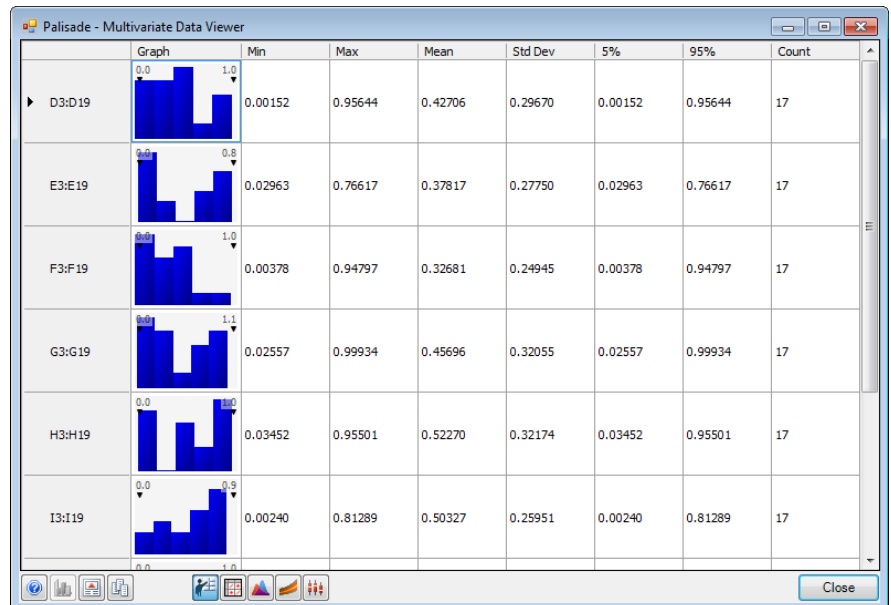 Palisade - Multivariate Data Viewer
Graph Min Max Mean Std Dev 5% 95% Count
0.0 1.0
D3:D19 0.00152 0.95644 0.42706 0.29670 0.00152 0.95644 17
0.0 0.8
E3:E19 0.02963 0.76617 0.37817 0.27750 0.02963 0.76617 17
0.0 1.0
F3:F19 0.00378 0.94797 0.32681 0.24945 0.00378 0.94797 17
0.0 1.1
G3:G19 0.02557 0.99934 0.45696 0.32055 0.02557 0.99934 17
0.0 1.0
H3:H19 0.03452 0.95501 0.52270 0.32174 0.03452 0.95501 17
0.0 0.9
I3:I19 0.00240 0.81289 0.50327 0.25951 0.00240 0.81289 17
0.0 1.0
Close